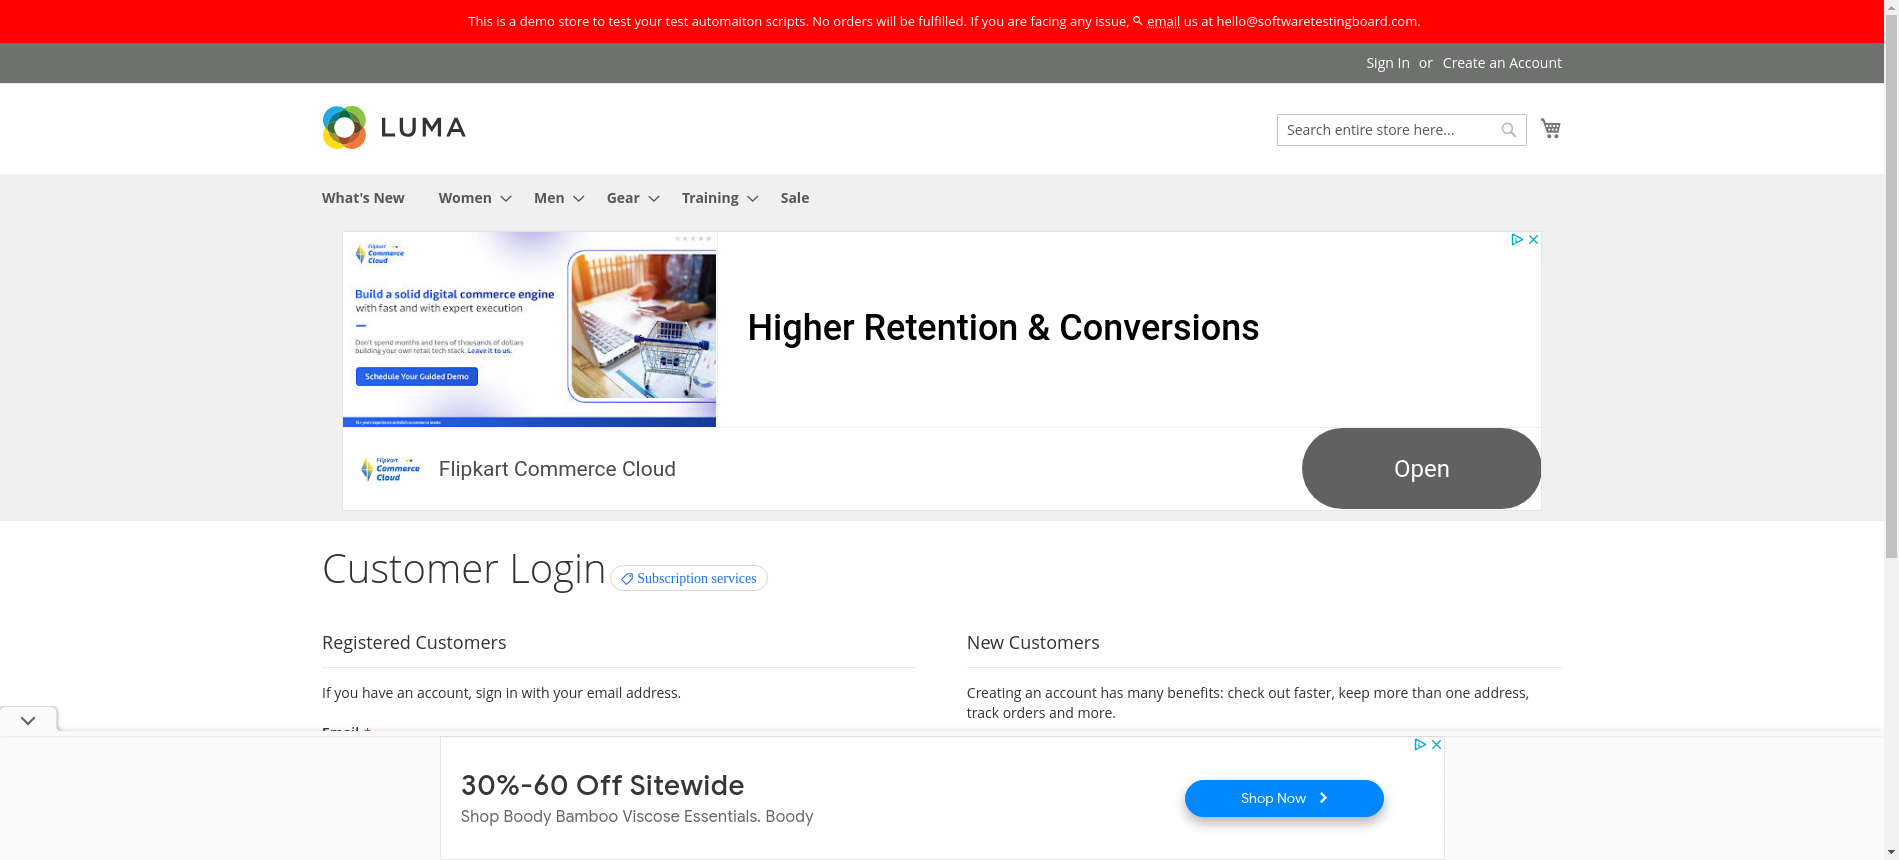 This is a demo store to test your test automaiton scripts. No orders will be fulfilled. If you are facing any issue, email us at hello@softwaretestingboard.com.
Sign In or Create an Account
LUMA
Search entire store here...
What's New Women Men Gear Training Sale
Flipkart
Commerce
Cloud
Build a solid digital commerce engine
with fast and with expert execution
Don't spend months and tens of thousands of dollars
building your own retail tech stack. Leave it to us.
Schedule Your Guided Demo
Higher Retention & Conversions
Flipkart
Commerce
Cloud
Flipkart Commerce Cloud
Open
Customer Login
Subscription services
Registered Customers
If you have an account, sign in with your email address.
Email *
New Customers
Creating an account has many benefits: check out faster, keep more than one address,
track orders and more.
30%-60 Off Sitewide
Shop Boody Bamboo Viscose Essentials. Boody
Shop Now